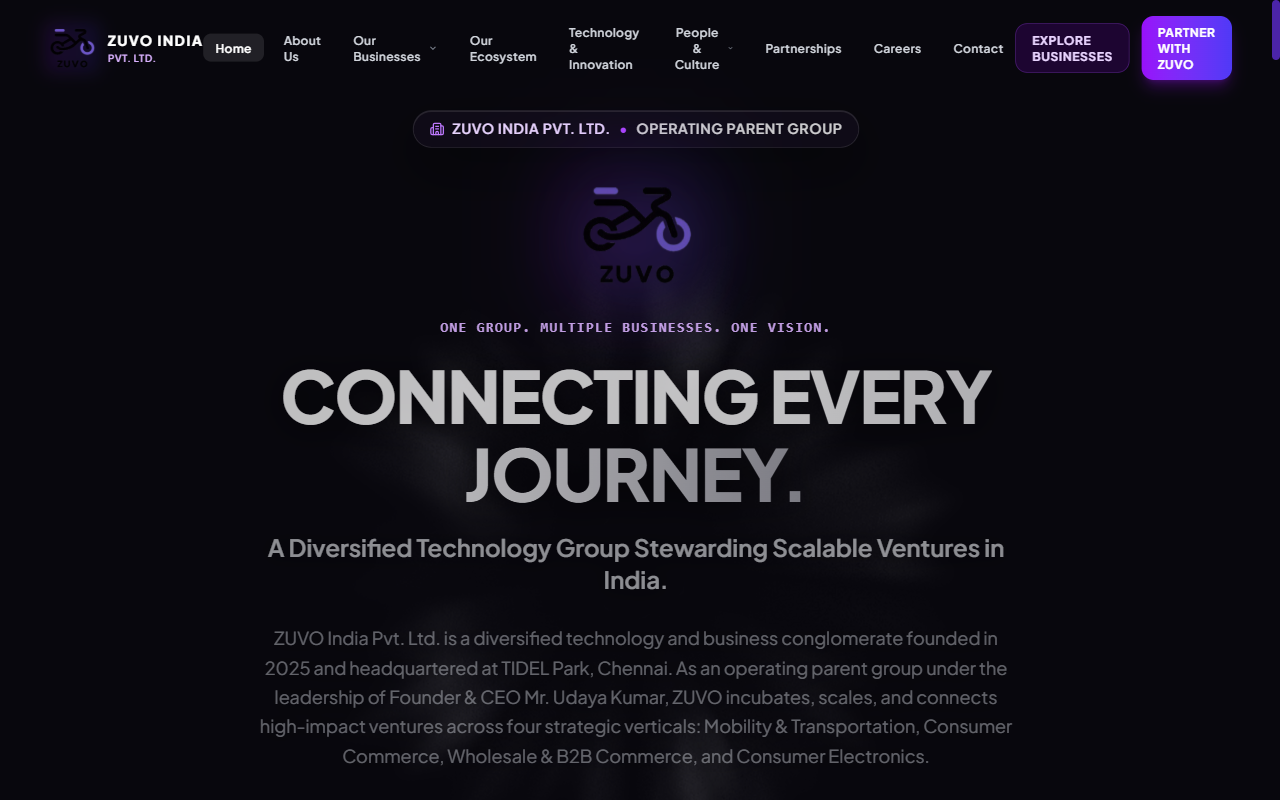 ZUVO
ZUVO INDIA
PVT. LTD.
Home
About
Us
Our
Businesses
Our
Ecosystem
Technology
&
Innovation
People
&
Culture
Partnerships
Careers
Contact
EXPLORE
BUSINESSES
PARTNER
WITH
ZUVO
ZUVO INDIA PVT. LTD. • OPERATING PARENT GROUP
ZUVO
ONE GROUP. MULTIPLE BUSINESSES. ONE VISION.
CONNECTING EVERY
JOURNEY.
A Diversified Technology Group Stewarding Scalable Ventures in
India.
ZUVO India Pvt. Ltd. is a diversified technology and business conglomerate founded in
2025 and headquartered at TIDEL Park, Chennai. As operating parent group under the
leadership of Founder & CEO Mr. Udaya Kumar, ZUVO incubates, scales, and connects
high-impact ventures across four strategic verticals: Mobility & Transportation, Consumer
Commerce, Wholesale & B2B Commerce, and Consumer Electronics.